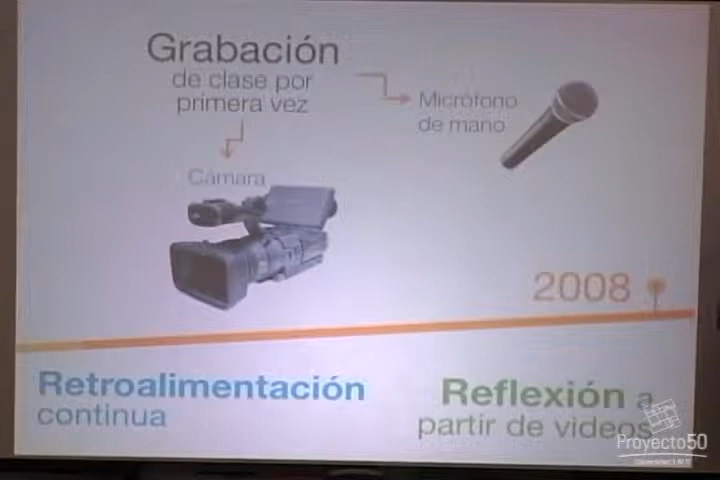 Grabación
de clase por
primera vez
Micrófono
de mano
Cámara
2008
Retroalimentación
continua
Reflexión a
partir de videos
Proyecto50